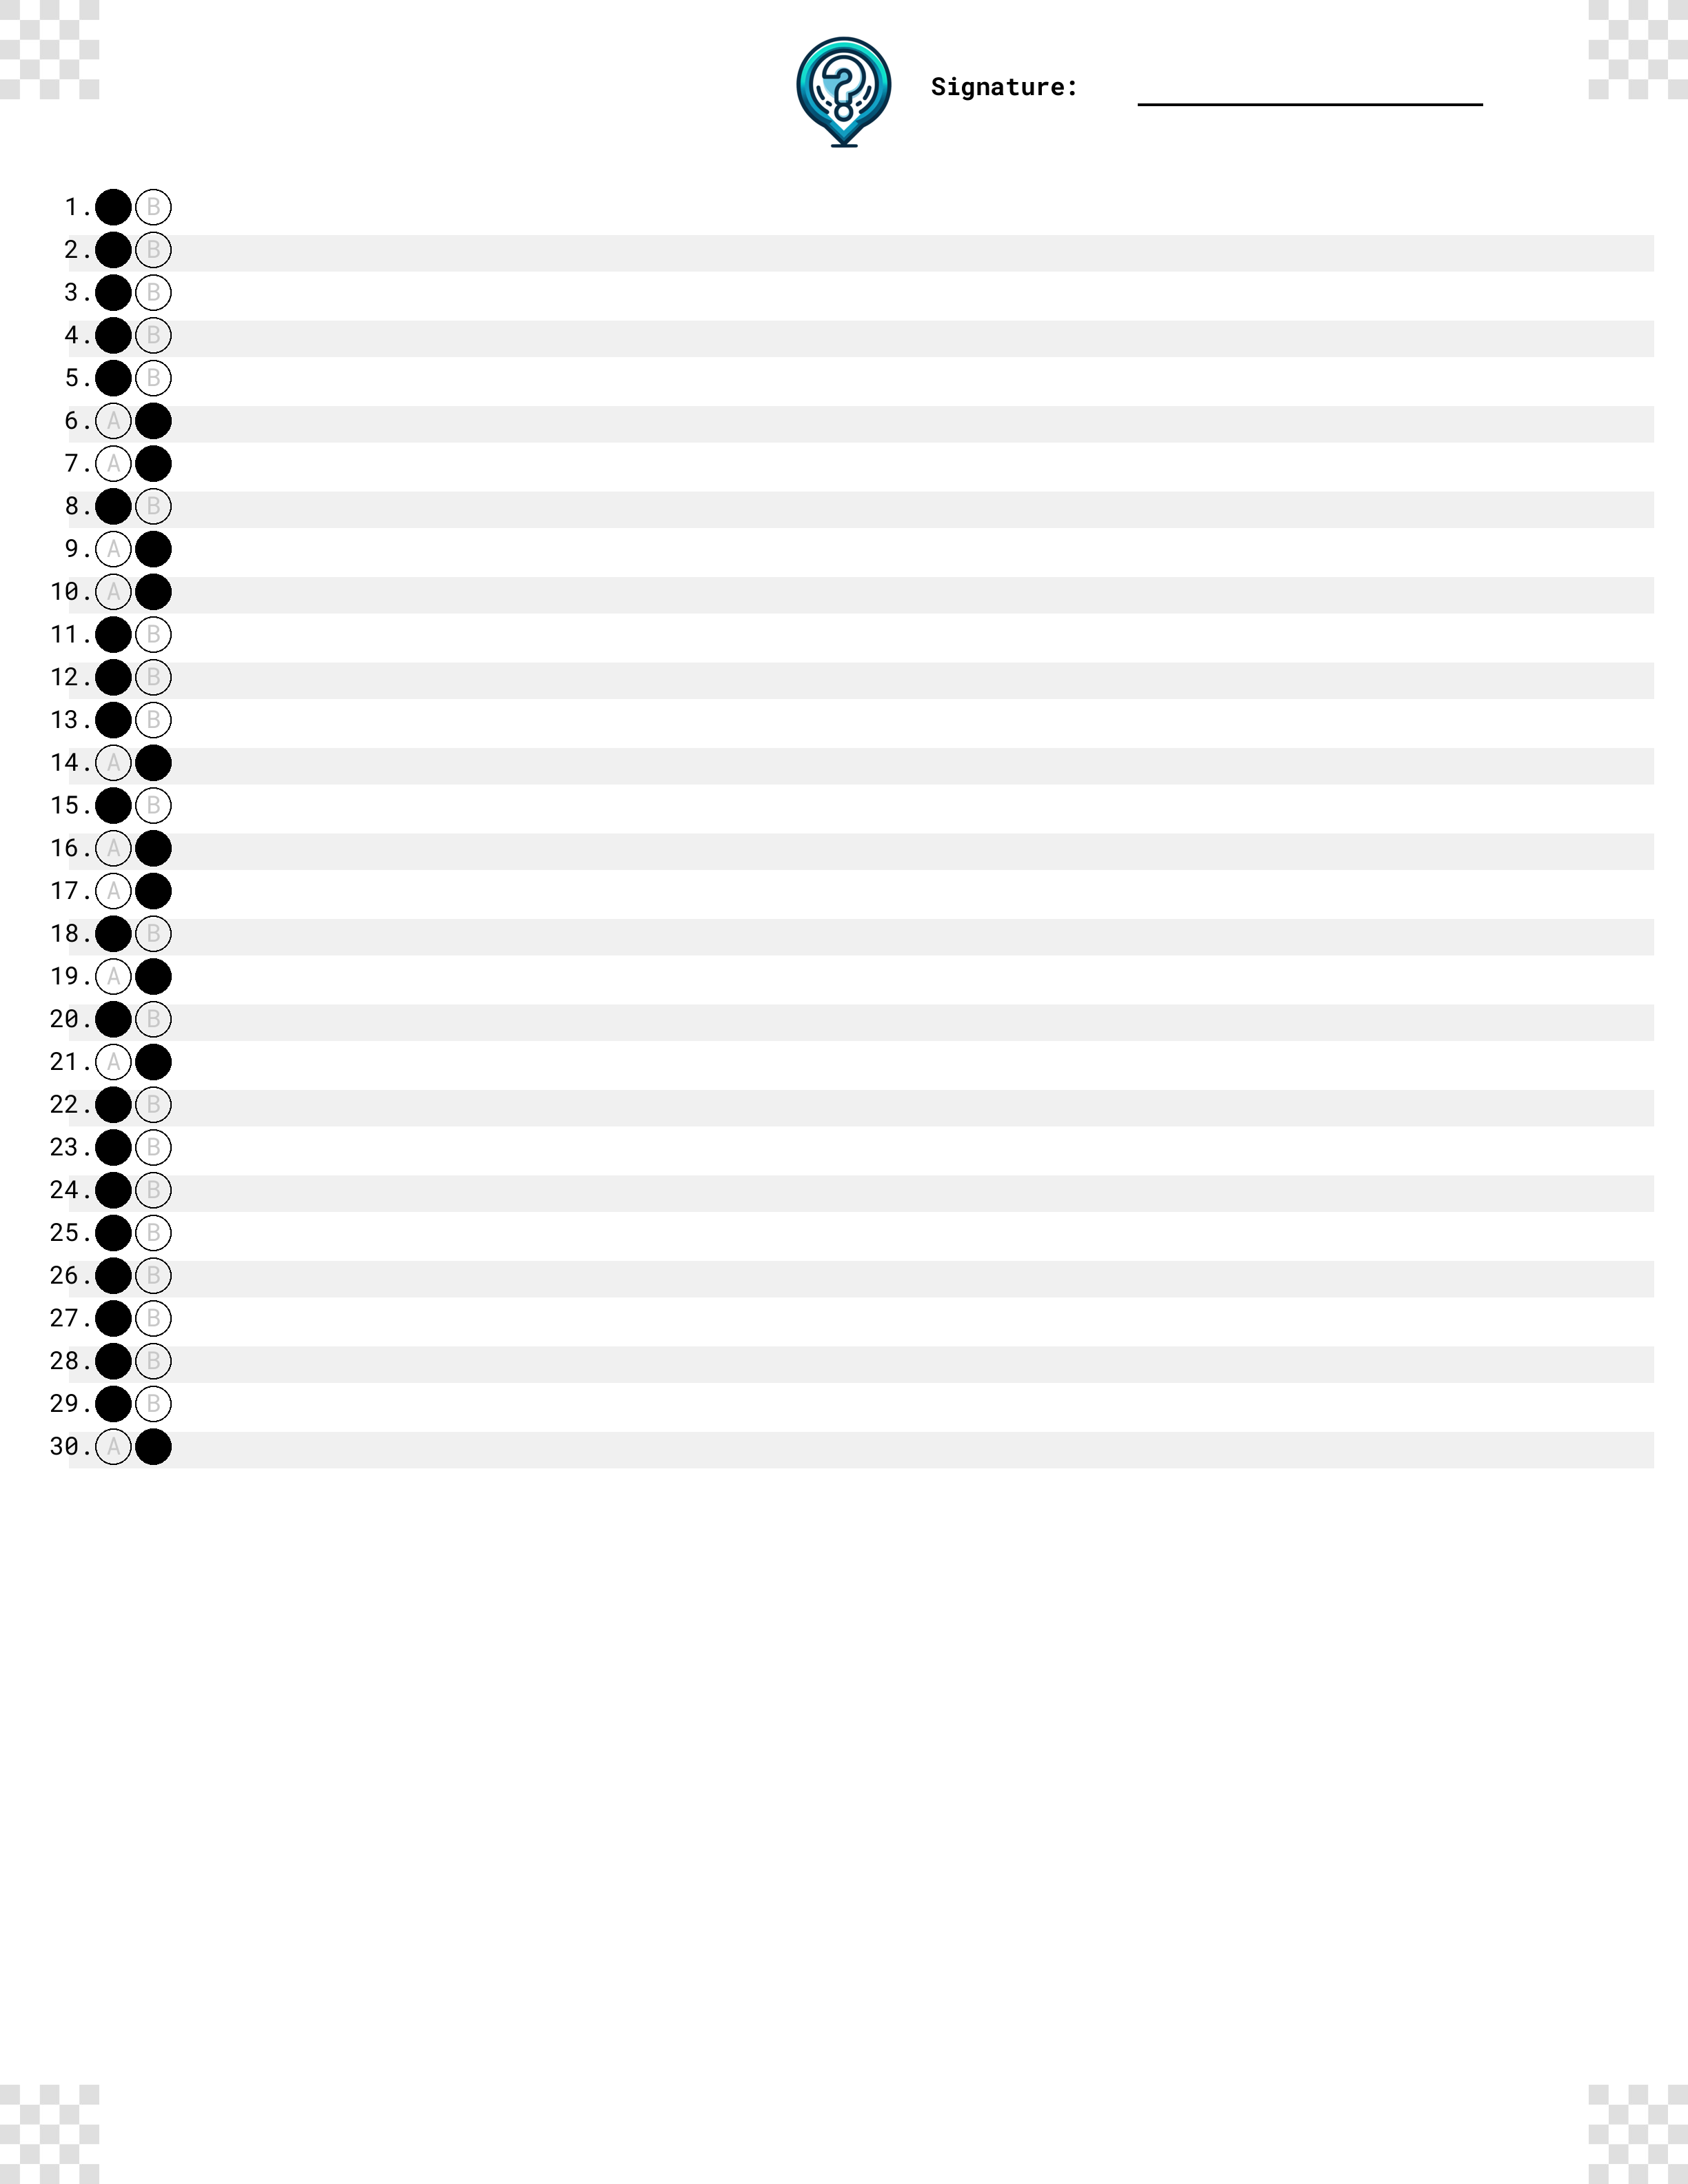 Signature:
1. B
2. B
3. B
4. B
5. B
6. A
7. A
8. B
9. A
10. A
11. B
12. B
13. B
14. A
15. B
16. A
17. A
18. B
19. A
20. B
21. A
22. B
23. B
24. B
25. B
26. B
27. B
28. B
29. B
30. A